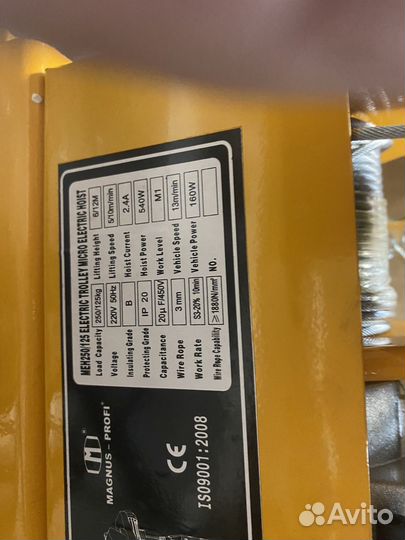 MEH250/125 ELECTRIC TROLLEY MICRO ELECTRIC HOIST
Load Capacity 250/125kg Lifting Height 6/12M
Voltage 220V 50Hz Lifting Speed 5/10m/min
Insulating Grade B Hoist Current 2.4A
Protecting Grade IP 20 Hoist Power 540W
Capacitance 20µF/450V Work Level M1
Wire Rope 3mm Vehicle Speed 13m/min
Work Rate S3-20% 10min Vehicle Power 160W
Wire Rope Capability ≥1880N/mm² NO.
M
MAGNUS-PROFI®
CE
ISO9001:2008
Avito